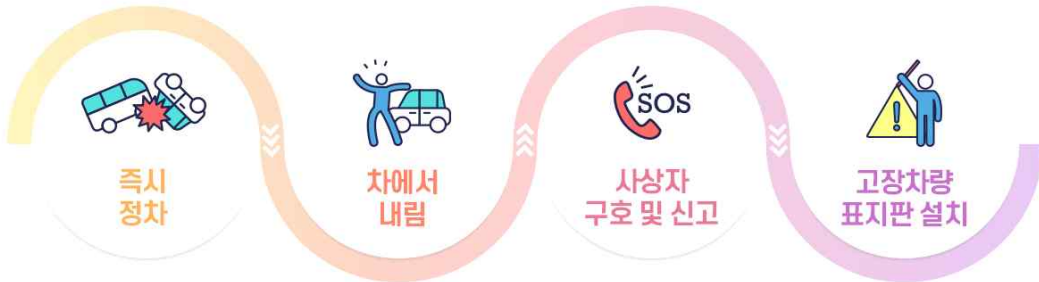 SOS
즉시
정차
차에서
내림
사상자
구호 및 신고
고장차량
표지판 설치